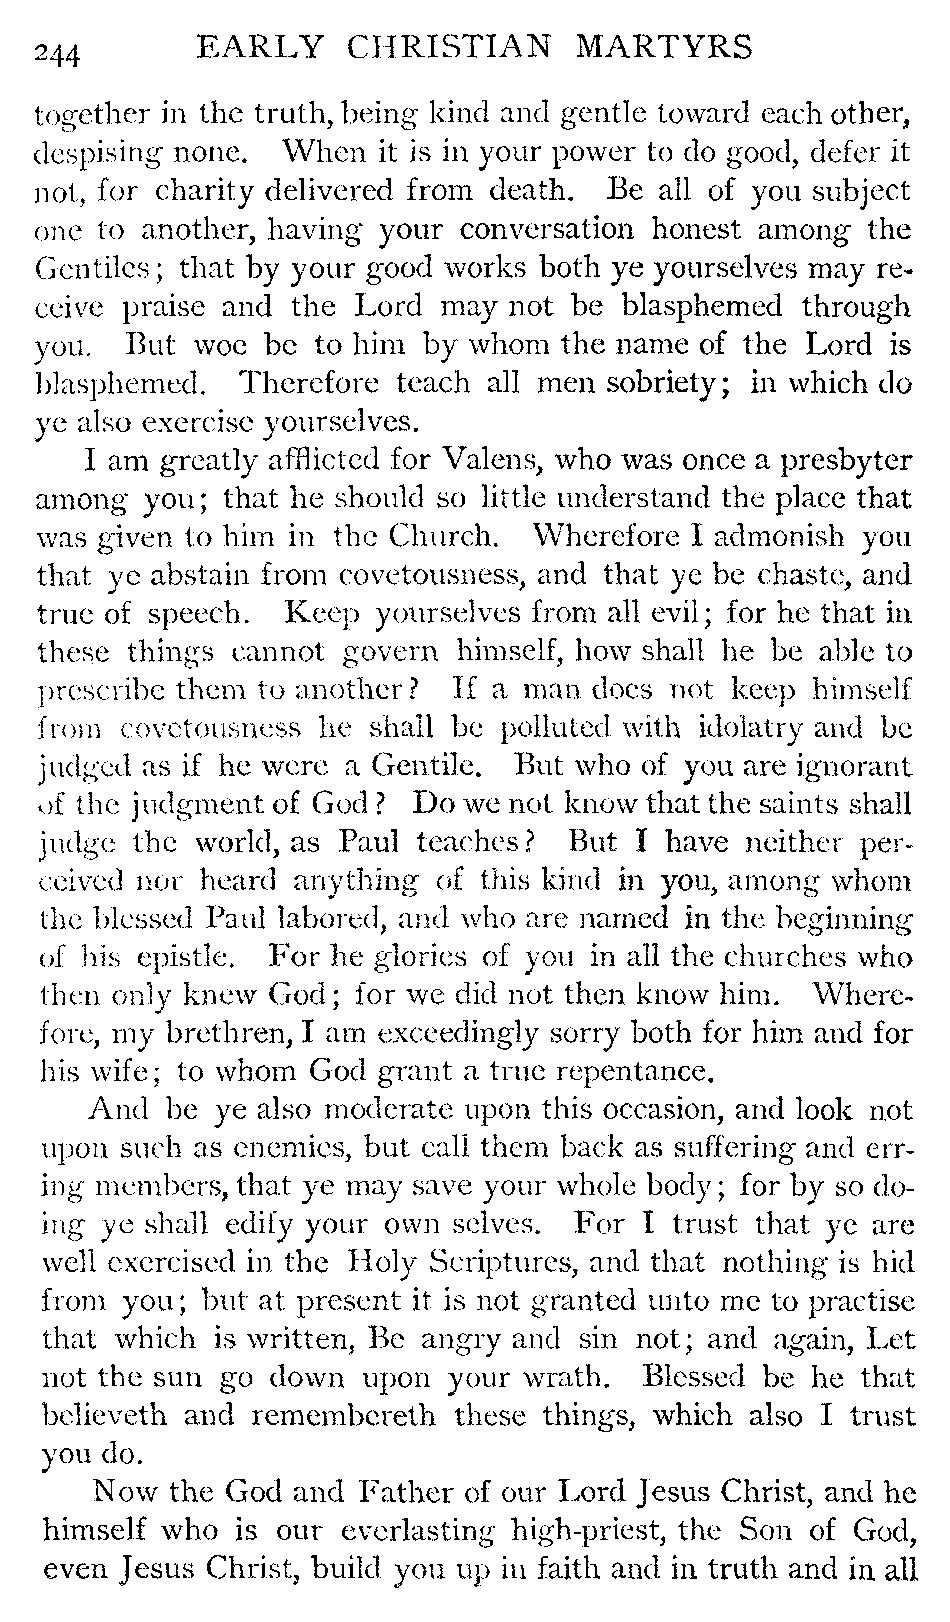 244 EARLY CHRISTIAN MARTYRS
together in the truth, being kind and gentle toward each other,
despising none. When it is in your power to do good, defer it
not, for charity delivered from death. Be all of you subject
one to another, having your conversation honest among the
Gentiles; that by your good works both ye yourselves may re-
ceive praise and the Lord may not be blasphemed through
you. But woe be to him by whom the name of the Lord is
blasphemed. Therefore teach all men sobriety; in which do
ye also exercise yourselves.
I am greatly afflicted for Valens, who was once a presbyter
among you; that he should so little understand the place that
was given to him in the Church. Wherefore I admonish you
that ye abstain from covetousness, and that ye be chaste, and
true of speech. Keep yourselves from all evil; for he that in
these things cannot govern himself, how shall he be able to
prescribe them to another? If a man does not keep himself
from covetousness he shall be polluted with idolatry and be
judged as if he were a Gentile. But who of you are ignorant
of the judgment of God? Do we not know that the saints shall
judge the world, as Paul teaches? But I have neither per-
ceived nor heard anything of this kind in you, among whom
the blessed Paul labored, and who are named in the beginning
of his epistle. For he glories of you in all the churches who
then only knew God; for we did not then know him. Where-
fore, my brethren, I am exceedingly sorry both for him and for
his wife; to whom God grant a true repentance.
And be ye also moderate upon this occasion, and look not
upon such as enemies, but call them back as suffering and err-
ing members, that ye may save your whole body; for by so do-
ing ye shall edify your own selves. For I trust that ye are
well exercised in the Holy Scriptures, and that nothing is hid
from you; but at present it is not granted unto me to practise
that which is written, Be angry and sin not; and again, Let
not the sun go down upon your wrath. Blessed be he that
believeth and remembereth these things, which also I trust
you do.
Now the God and Father of our Lord Jesus Christ, and he
himself who is our everlasting high-priest, the Son of God,
even Jesus Christ, build you up in faith and in truth and in all